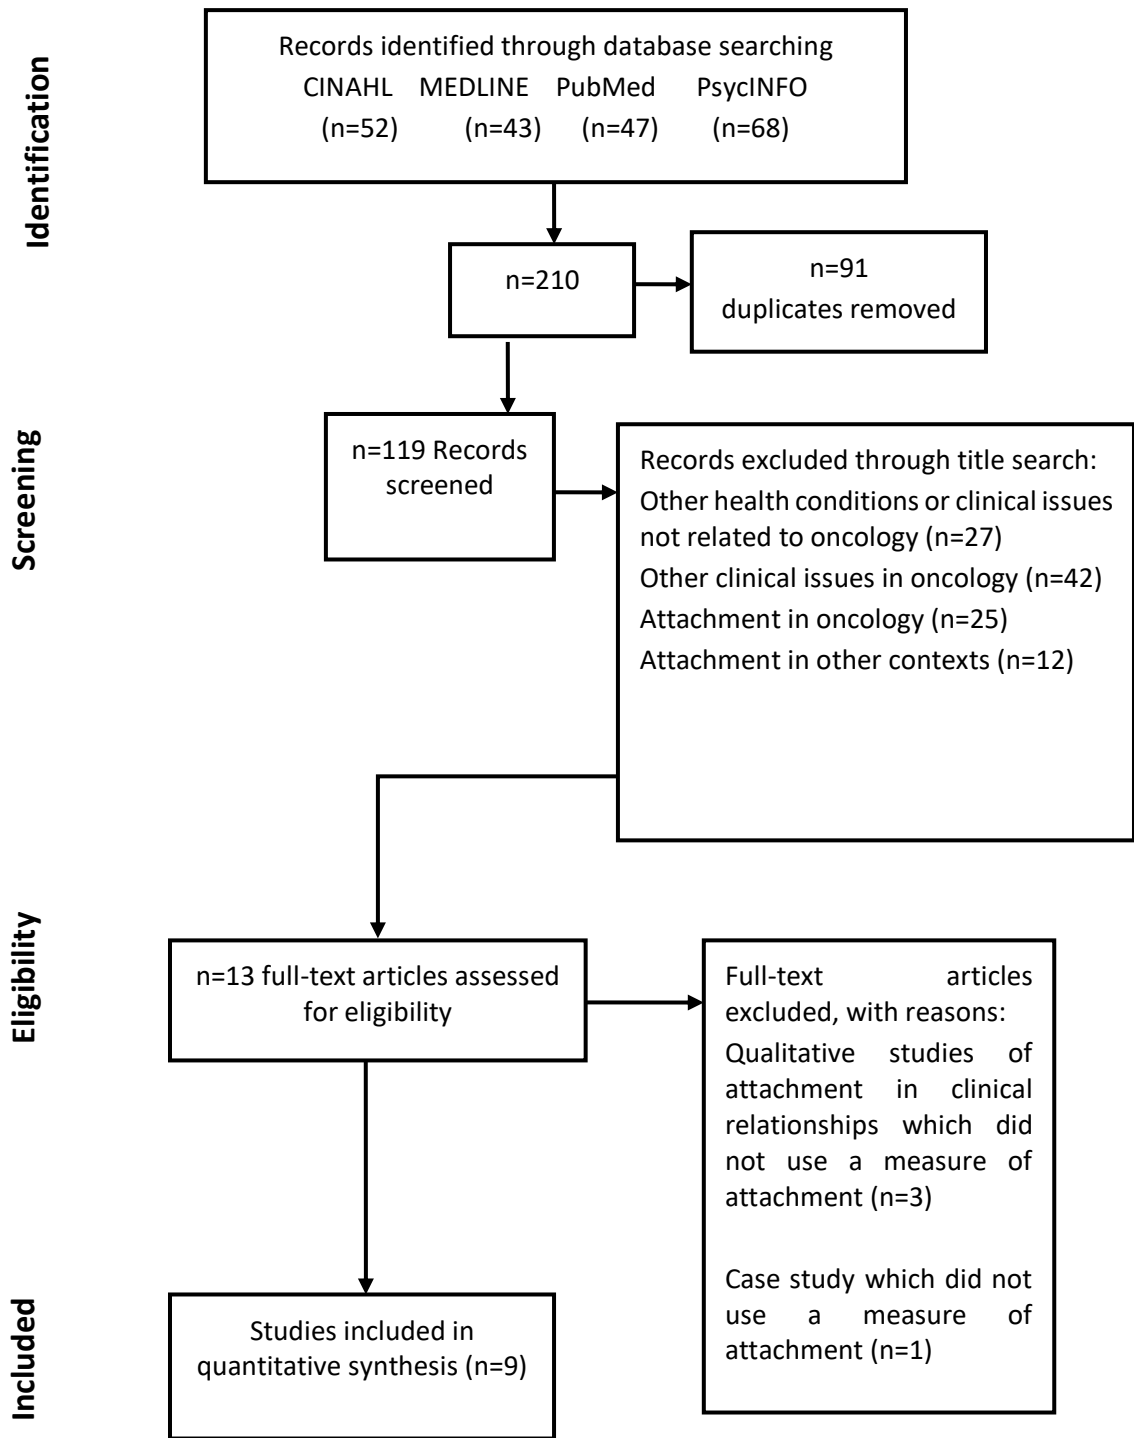 Identification
Records identified through database searching
CINAHL MEDLINE PubMed PsycINFO
(n=52) (n=43) (n=47) (n=68)
n=210
n=91
duplicates removed
Screening
n=119 Records
screened
Records excluded through title search:
Other health conditions or clinical issues
not related to oncology (n=27)
Other clinical issues in oncology (n=42)
Attachment in oncology (n=25)
Attachment in other contexts (n=12)
Eligibility
n=13 full-text articles assessed
for eligibility
Full-text articles
excluded, with reasons:
Qualitative studies of
attachment in clinical
relationships which did
not use a measure of
attachment (n=3)
Case study which did not
use a measure of
attachment (n=1)
Included
Studies included in
quantitative synthesis (n=9)